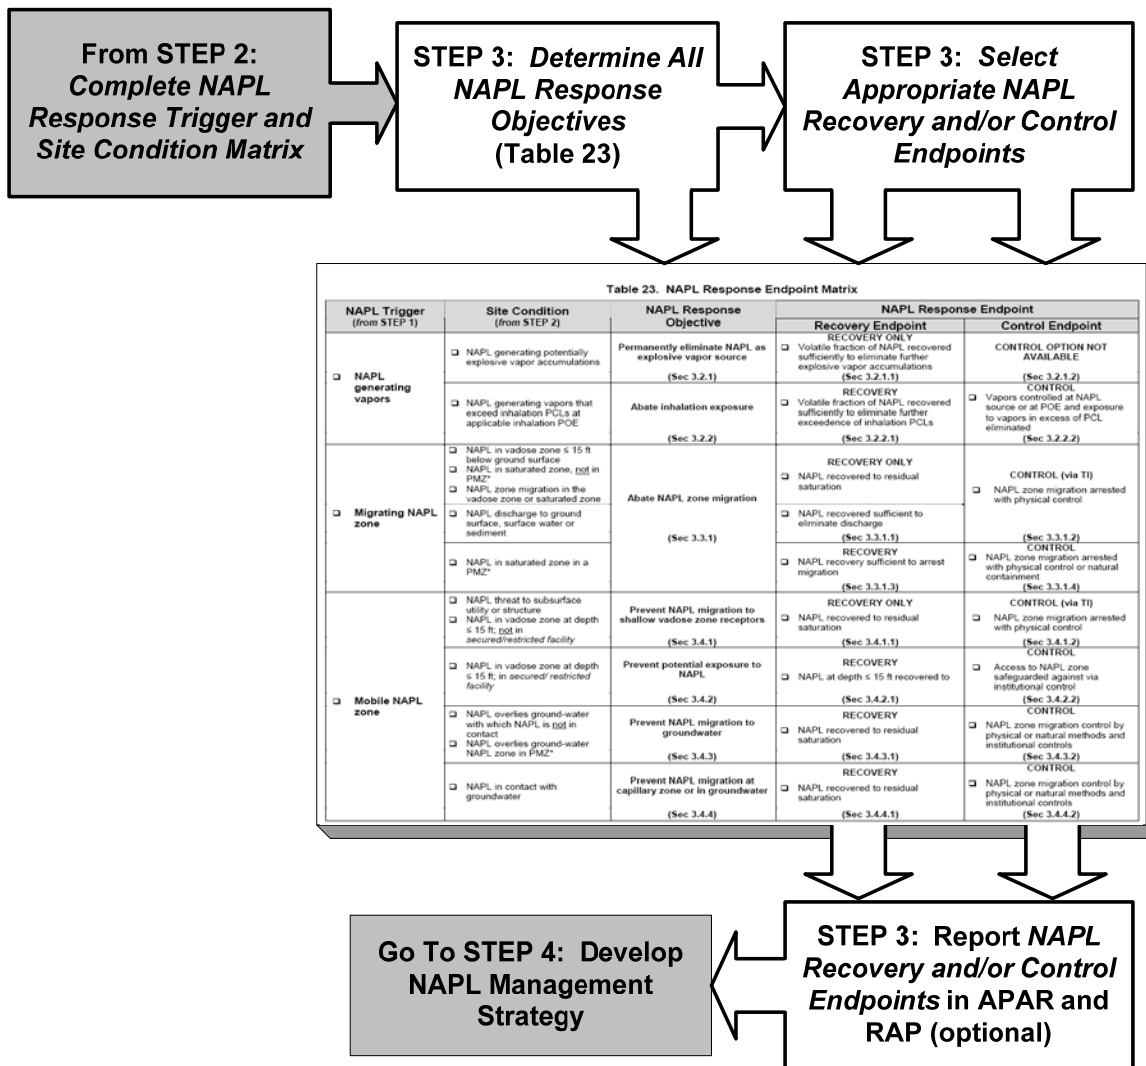 From STEP 2:
Complete NAPL
Response Trigger and
Site Condition Matrix
STEP 3: Determine All
NAPL Response
Objectives
(Table 23)
STEP 3: Select
Appropriate NAPL
Recovery and/or Control
Endpoints
Table 23. NAPL Response Endpoint Matrix
NAPL Trigger
(from STEP 1)
Site Condition
(from STEP 2)
NAPL Response
Objective
NAPL Response Endpoint
Recovery Endpoint
Control Endpoint
NAPL
generating
vapors
NAPL generating potentially
explosive vapor accumulations
Permanently eliminate NAPL as
explosive vapor source
(Sec 3.2.1)
RECOVERY ONLY
Volatile fraction of NAPL recovered
sufficiently to eliminate further
explosive vapor accumulations
(Sec 3.2.1.1)
CONTROL OPTION NOT
AVAILABLE
(Sec 3.2.1.2)
NAPL generating vapors that
exceed inhalation PCLs at
applicable inhalation POE
Abate inhalation exposure
(Sec 3.2.2)
RECOVERY
Volatile fraction of NAPL recovered
sufficiently to eliminate further
exceedence of inhalation PCLs
(Sec 3.2.2.1)
CONTROL
Vapors controlled at NAPL
source or at POE and exposure
to vapors in excess of PCL
eliminated
(Sec 3.2.2.2)
Migrating NAPL
zone
NAPL in vadose zone ≤ 15 ft
below ground surface
NAPL in saturated zone, not in
PMZ*
NAPL zone migration in the
vadose zone or saturated zone
NAPL discharge to ground
surface, surface water or
sediment
Abate NAPL zone migration
(Sec 3.3.1)
RECOVERY ONLY
NAPL recovered to residual
saturation
NAPL recovered sufficient to
eliminate discharge
(Sec 3.3.1.1)
CONTROL (via TI)
NAPL zone migration arrested
with physical control
(Sec 3.3.1.2)
NAPL in saturated zone in a
PMZ*
RECOVERY
NAPL recovery sufficient to arrest
migration
(Sec 3.3.1.3)
CONTROL
NAPL zone migration arrested
with physical control or natural
containment
(Sec 3.3.1.4)
Mobile NAPL
zone
NAPL threat to subsurface
utility or structure
NAPL in vadose zone at depth
≤ 15 ft; not in
secured/restricted facility
Prevent NAPL migration to
shallow vadose zone receptors
(Sec 3.4.1)
RECOVERY ONLY
NAPL recovered to residual
saturation
(Sec 3.4.1.1)
CONTROL (via TI)
NAPL zone migration arrested
with physical control
(Sec 3.4.1.2)
NAPL in vadose zone at depth
≤ 15 ft; in secured/ restricted
facility
Prevent potential exposure to
NAPL
(Sec 3.4.2)
RECOVERY
NAPL at depth ≤ 15 ft recovered to
(Sec 3.4.2.1)
CONTROL
Access to NAPL zone
safeguarded against via
institutional control
(Sec 3.4.2.2)
NAPL overlies ground-water
with which NAPL is not in
contact
NAPL overlies ground-water
NAPL zone in PMZ*
Prevent NAPL migration to
groundwater
(Sec 3.4.3)
RECOVERY
NAPL recovered to residual
saturation
(Sec 3.4.3.1)
CONTROL
NAPL zone migration control by
physical or natural methods and
institutional controls
(Sec 3.4.3.2)
NAPL in contact with
groundwater
Prevent NAPL migration at
capillary zone or in groundwater
(Sec 3.4.4)
RECOVERY
NAPL recovered to residual
saturation
(Sec 3.4.4.1)
CONTROL
NAPL zone migration control by
physical or natural methods and
institutional controls
(Sec 3.4.4.2)
Go To STEP 4: Develop
NAPL Management
Strategy
STEP 3: Report NAPL
Recovery and/or Control
Endpoints in APAR and
RAP (optional)